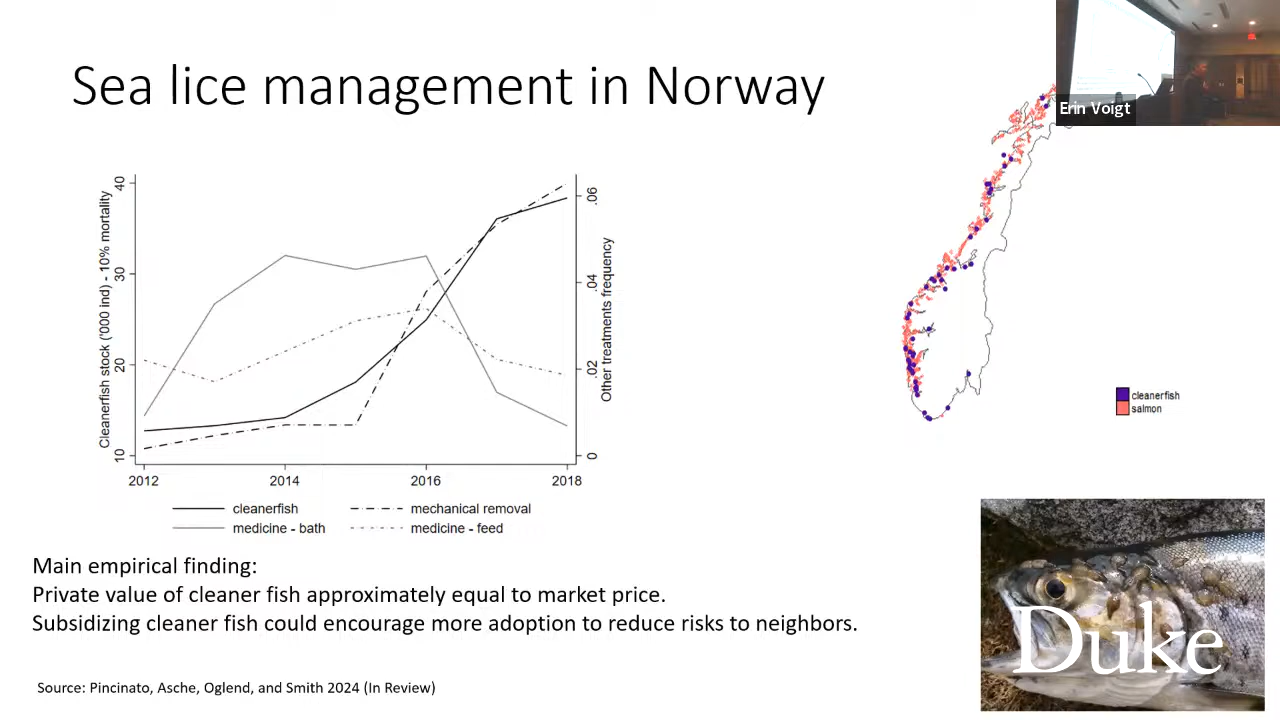 Sea lice management in Norway
Erin Voigt
Cleanerfish stock ('000 ind) - 10% mortality
40
30
20
10
.06
.04
.02
0
Other treatments frequency
2012 2014 2016 2018
cleanerfish mechanical removal
medicine - bath medicine - feed
cleanerfish
salmon
Main empirical finding:
Private value of cleaner fish approximately equal to market price.
Subsidizing cleaner fish could encourage more adoption to reduce risks to neighbors.
Source: Pincinato, Asche, Oglend, and Smith 2024 (In Review)
Duke